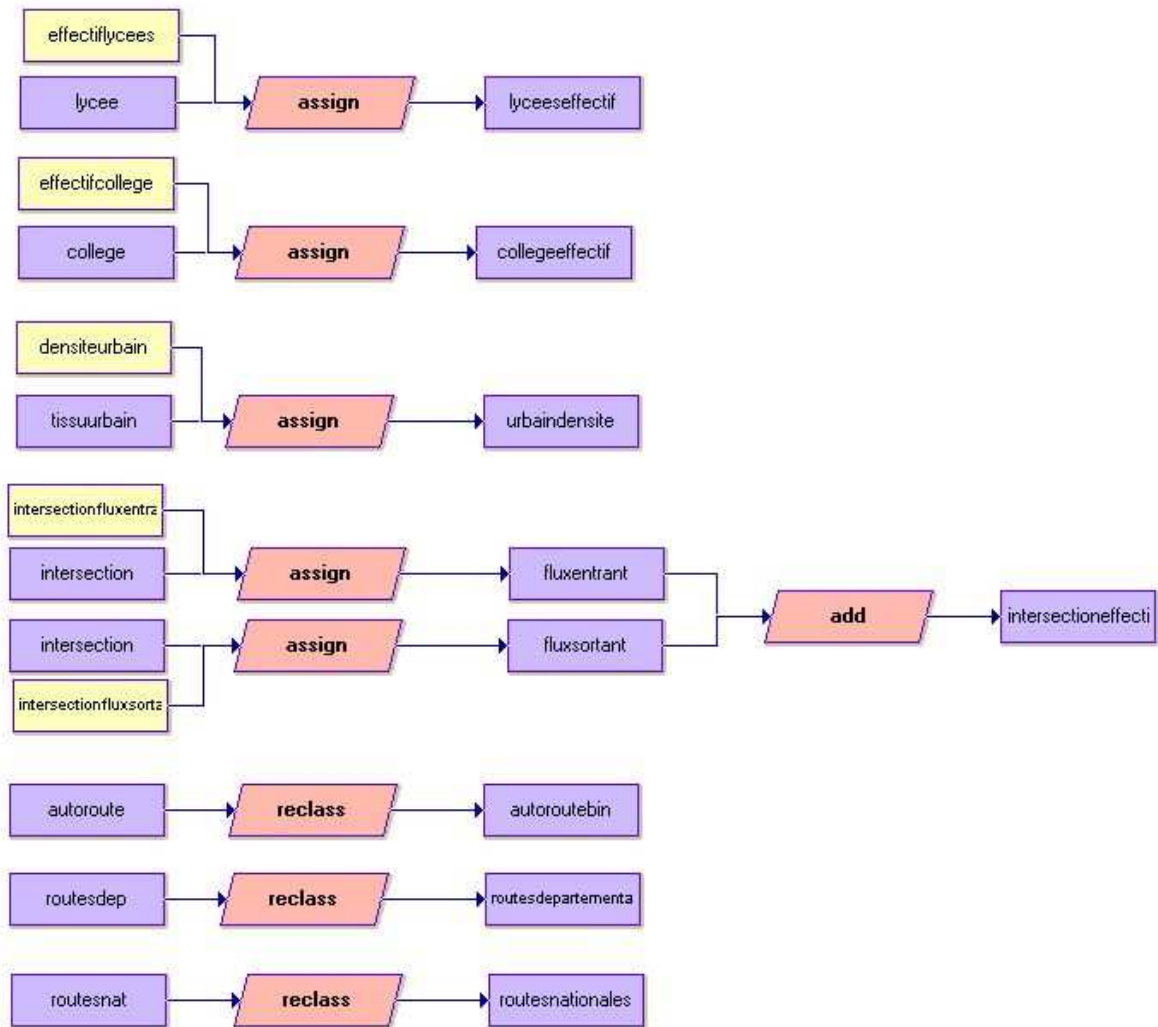 effectiflycees
lycee
assign
lyceeseffectif
effectifcollege
college
assign
collegeeffectif
densiteurbain
tissuurbain
assign
urbaindensite
intersectionfluxentra
intersection
assign
fluxentrant
intersection
assign
fluxsortant
intersectionfluxsorta
add
intersectioneffecti
autoroute
reclass
autoroutebin
routesdep
reclass
routesdepartementa
routesnat
reclass
routesnationales